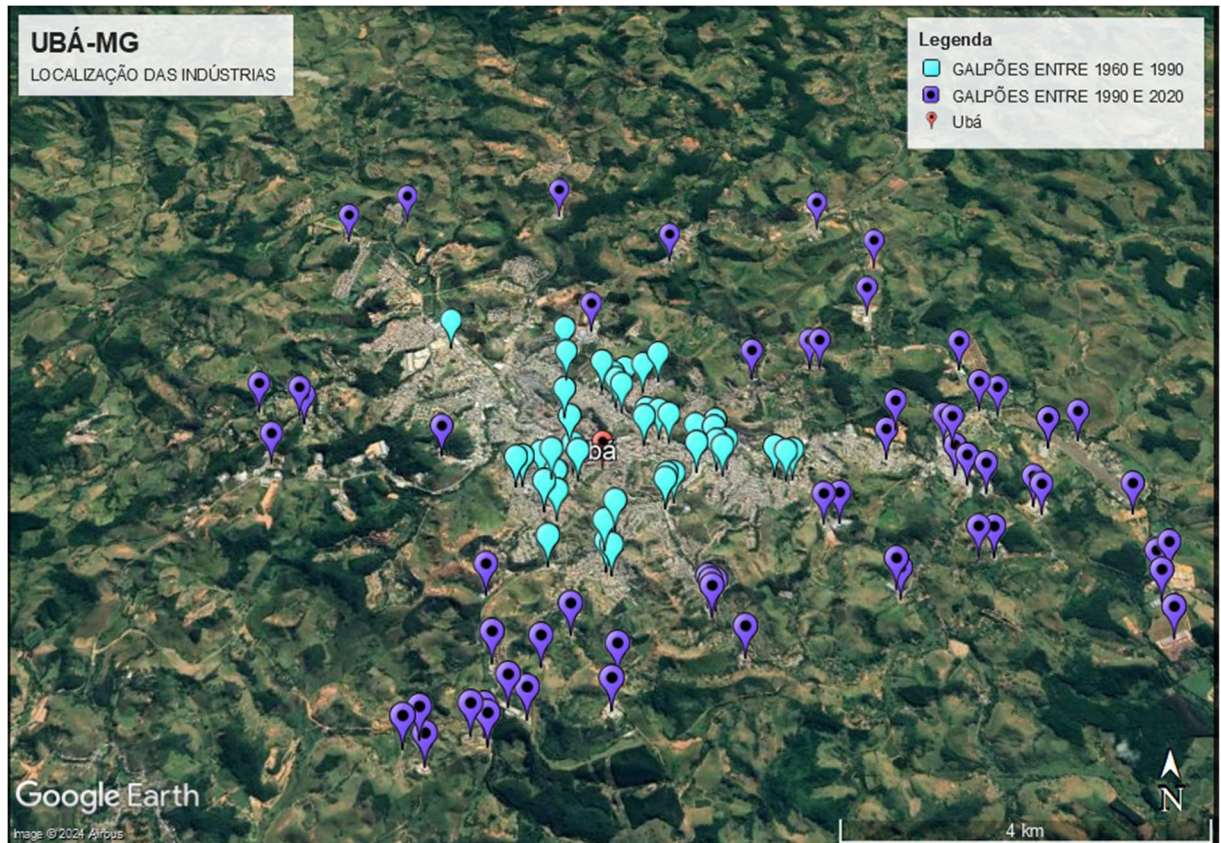 UBÁ-MG
LOCALIZAÇÃO DAS INDÚSTRIAS
Legenda
GALPÕES ENTRE 1960 E 1990
GALPÕES ENTRE 1990 E 2020
Ubá
bá
Google Earth
Image © 2024 Airbus
N
4 km